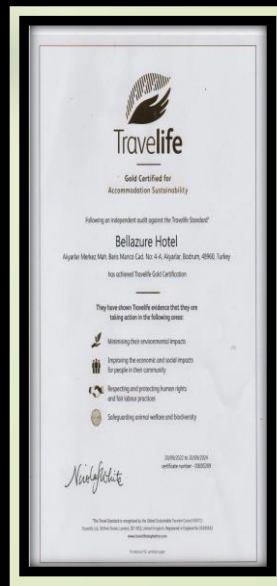 Travelife
Gold Certified for
Accommodation Sustainability
Following an independent audit against the Travelife Standard*
Bellazure Hotel
Akyarlar Merkez Mah. Baris Manco Cad. No: 4-A, Akyarlar, Bodrum, 48960, Turkey
has achieved Travelife Gold Certification
They have shown Travelife evidence that they are
taking action in the following areas:
Minimising their environmental impacts
Improving the economic and social impacts
for people in their community
Respecting and protecting human rights
and fair labour practices
Safeguarding animal welfare and biodiversity
certificate number -